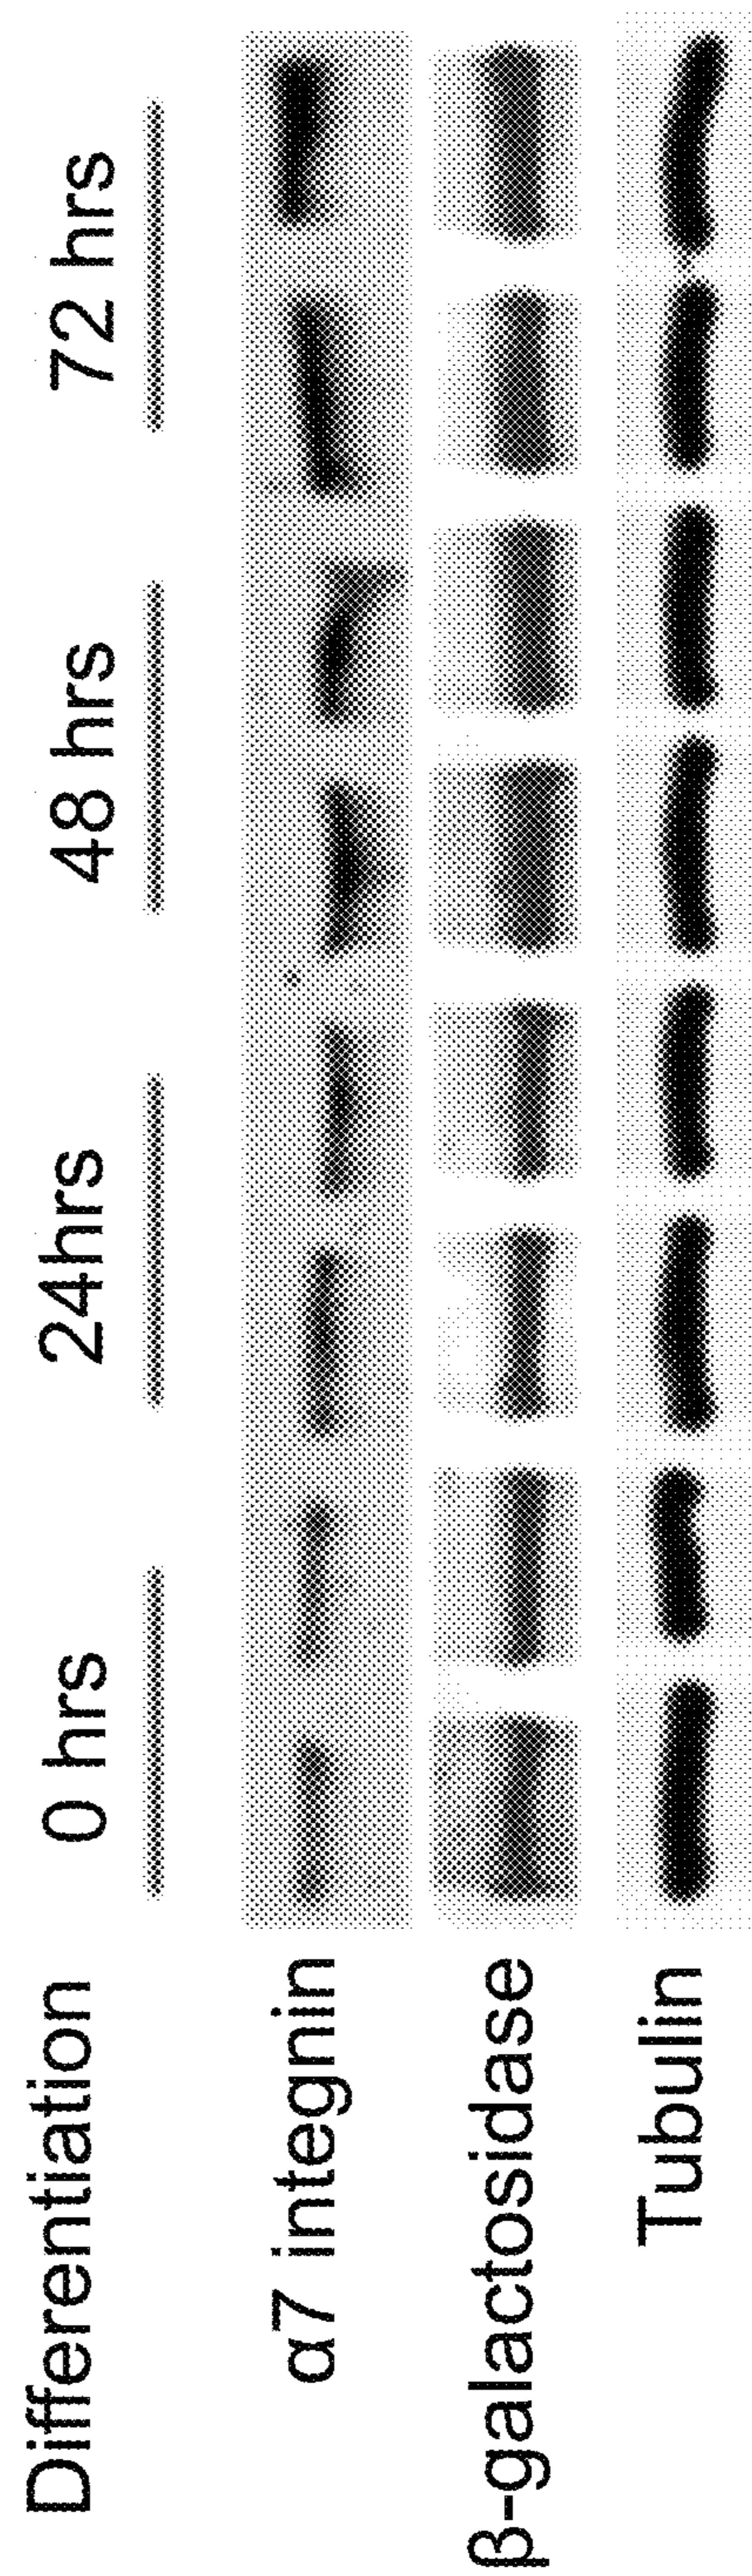 Differentiation 0 hrs 24hrs 48 hrs 72 hrs
α7 integnin
β-galactosidase
Tubulin